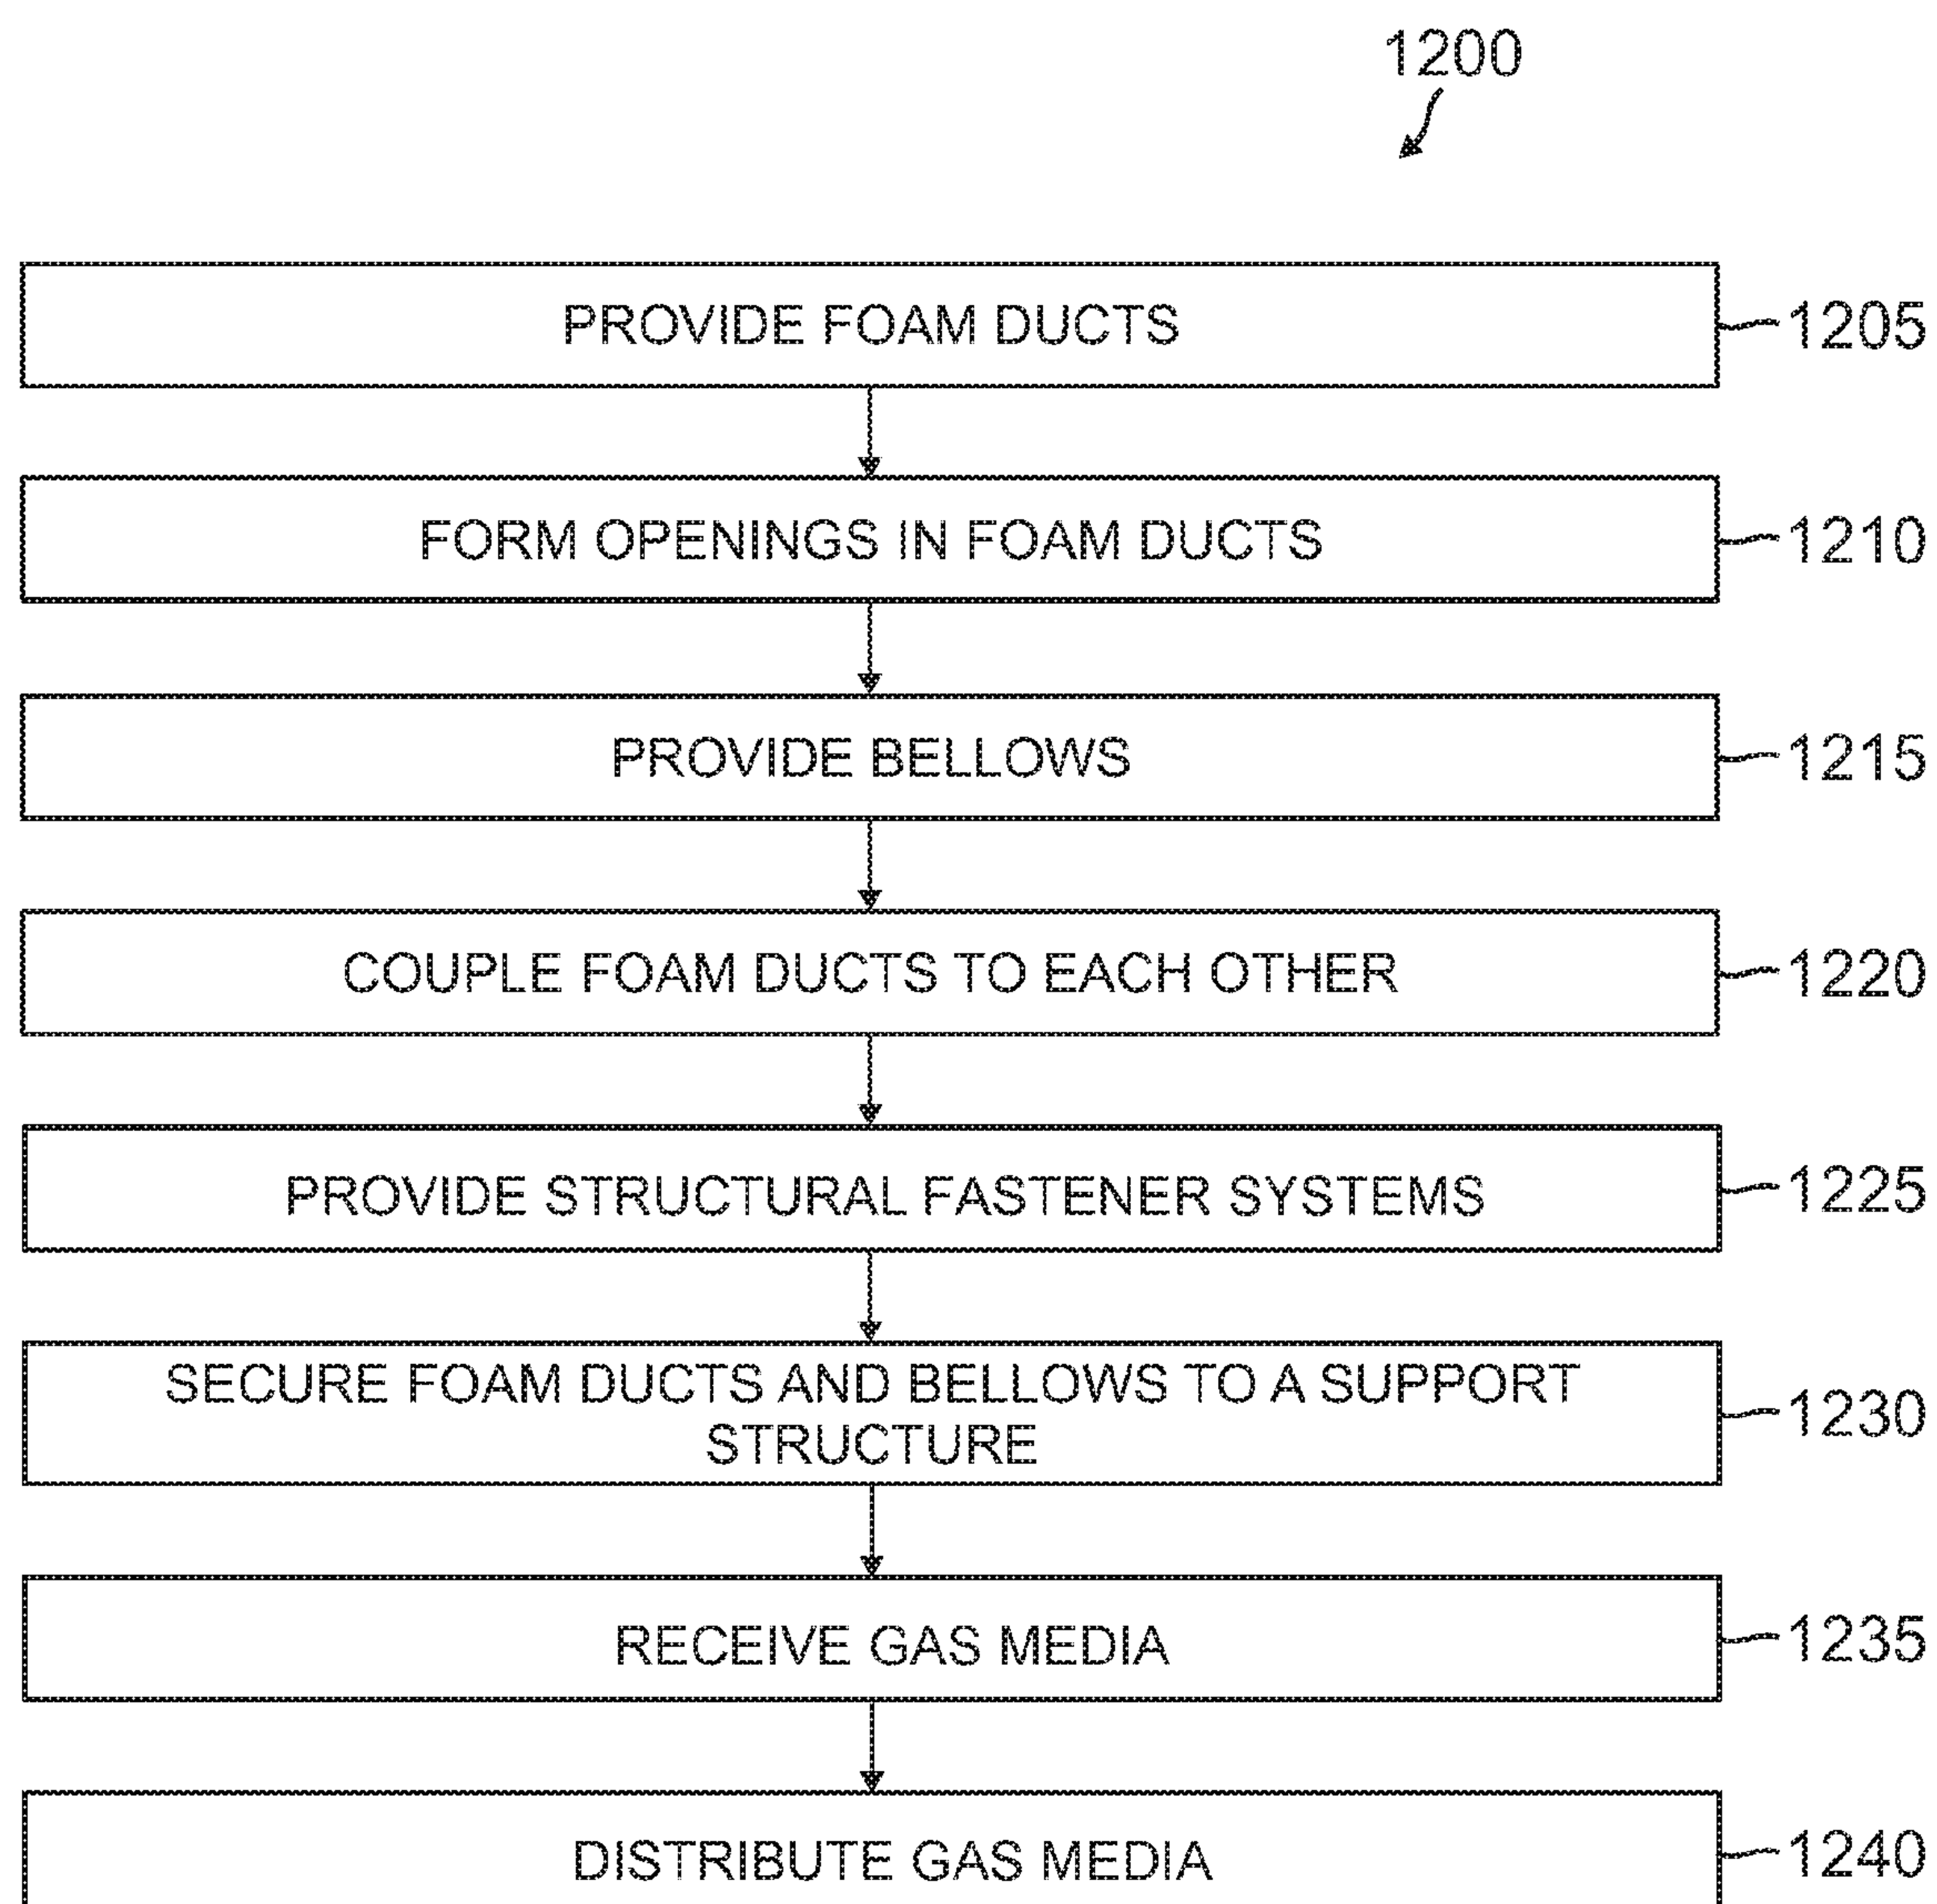 1200
PROVIDE FOAM DUCTS
1205
FORM OPENINGS IN FOAM DUCTS
1210
PROVIDE BELLOWS
1215
COUPLE FOAM DUCTS TO EACH OTHER
1220
PROVIDE STRUCTURAL FASTENER SYSTEMS
1225
SECURE FOAM DUCTS AND BELLOWS TO A SUPPORT
STRUCTURE
1230
RECEIVE GAS MEDIA
1235
DISTRIBUTE GAS MEDIA
1240